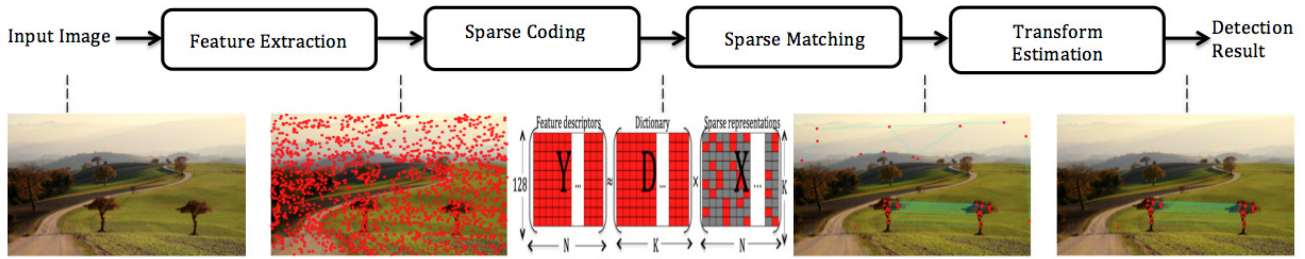 Input Image
Feature Extraction
Sparse Coding
Sparse Matching
Transform
Estimation
Detection
Result
Feature descriptors
Dictionary
Sparse representations
128
Y
...
≈
D
...
×
X
...
K
N
K
N